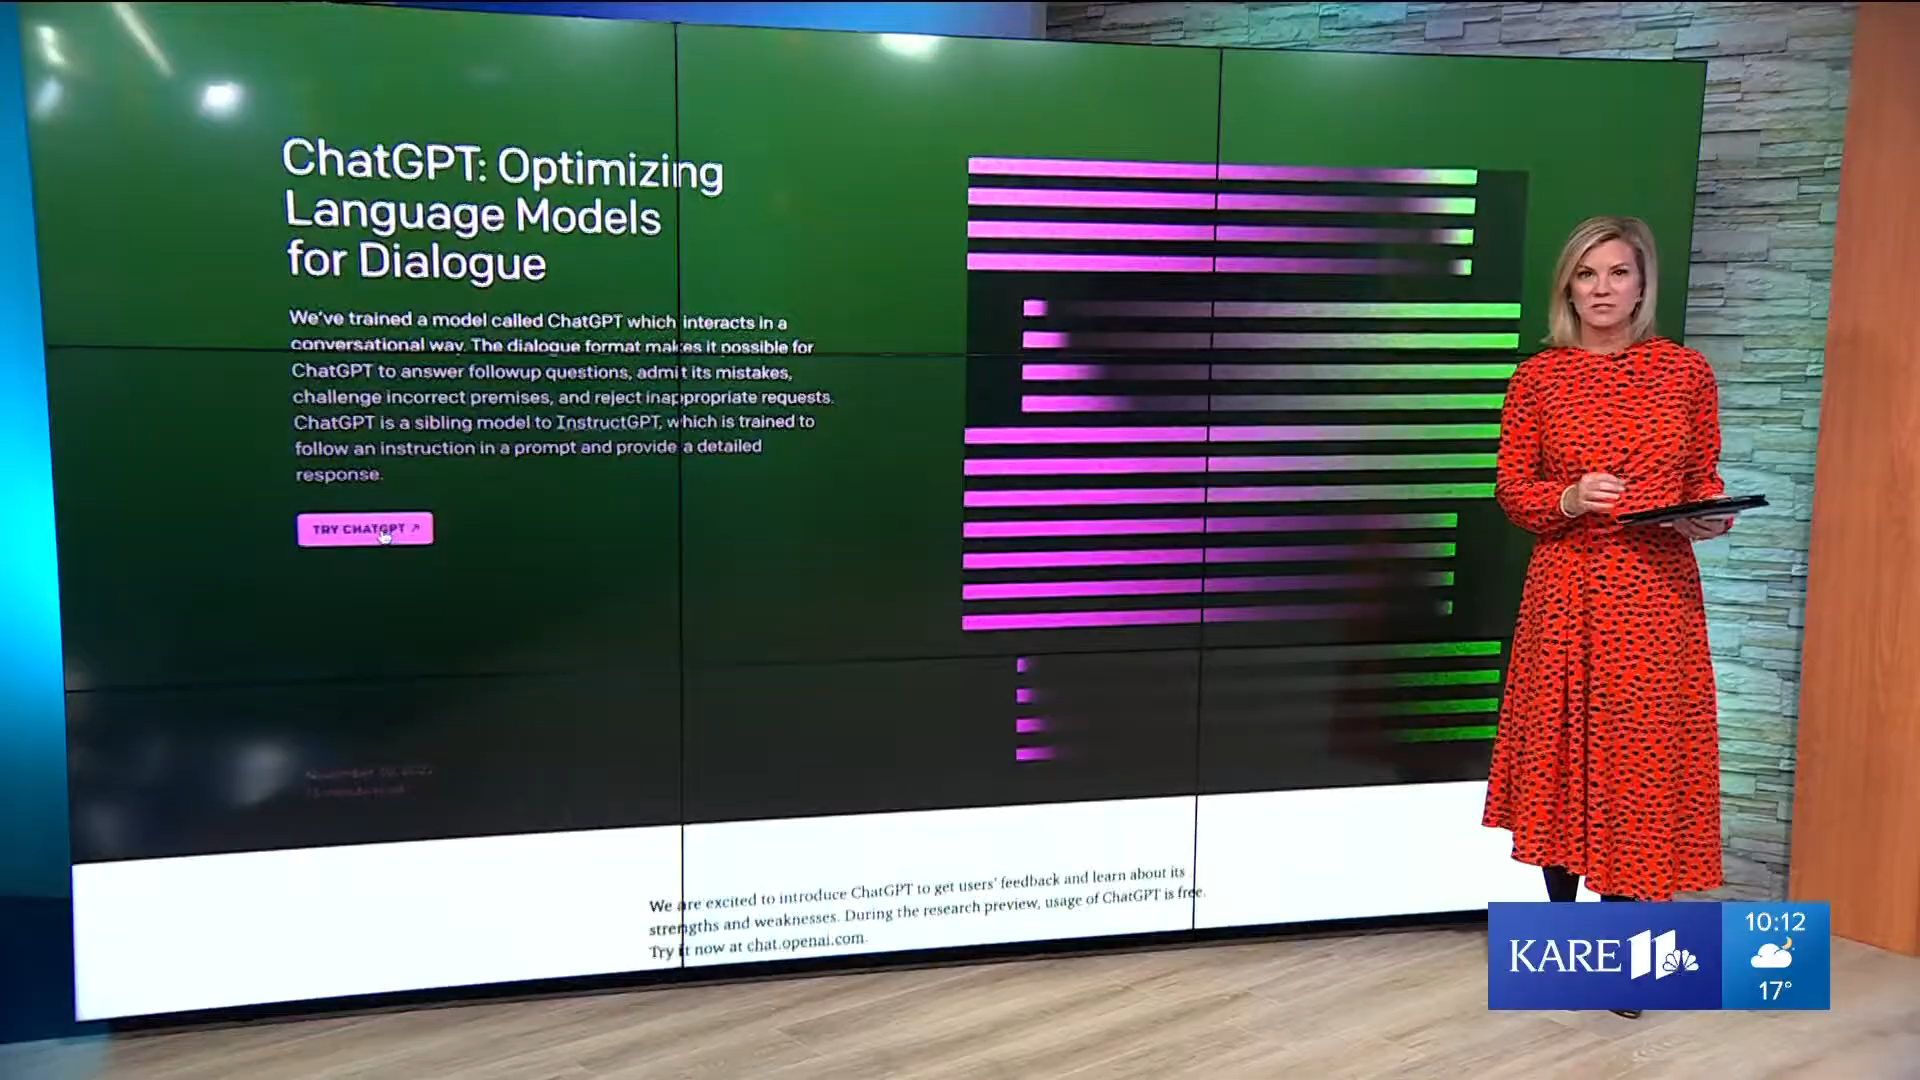 ChatGPT: Optimizing
Language Models
for Dialogue
We've trained a model called ChatGPT which interacts in a
conversational way. The dialogue format makes it possible for
ChatGPT to answer followup questions, admit its mistakes,
challenge incorrect premises, and reject inappropriate requests.
ChatGPT is a sibling model to InstructGPT, which is trained to
follow an instruction in a prompt and provide a detailed
response.
TRY CHATGPT ↗
We are excited to introduce ChatGPT to get users' feedback and learn about its
strengths and weaknesses. During the research preview, usage of ChatGPT is free.
Try it now at chat.openai.com.
KARE 11
10:12
17°